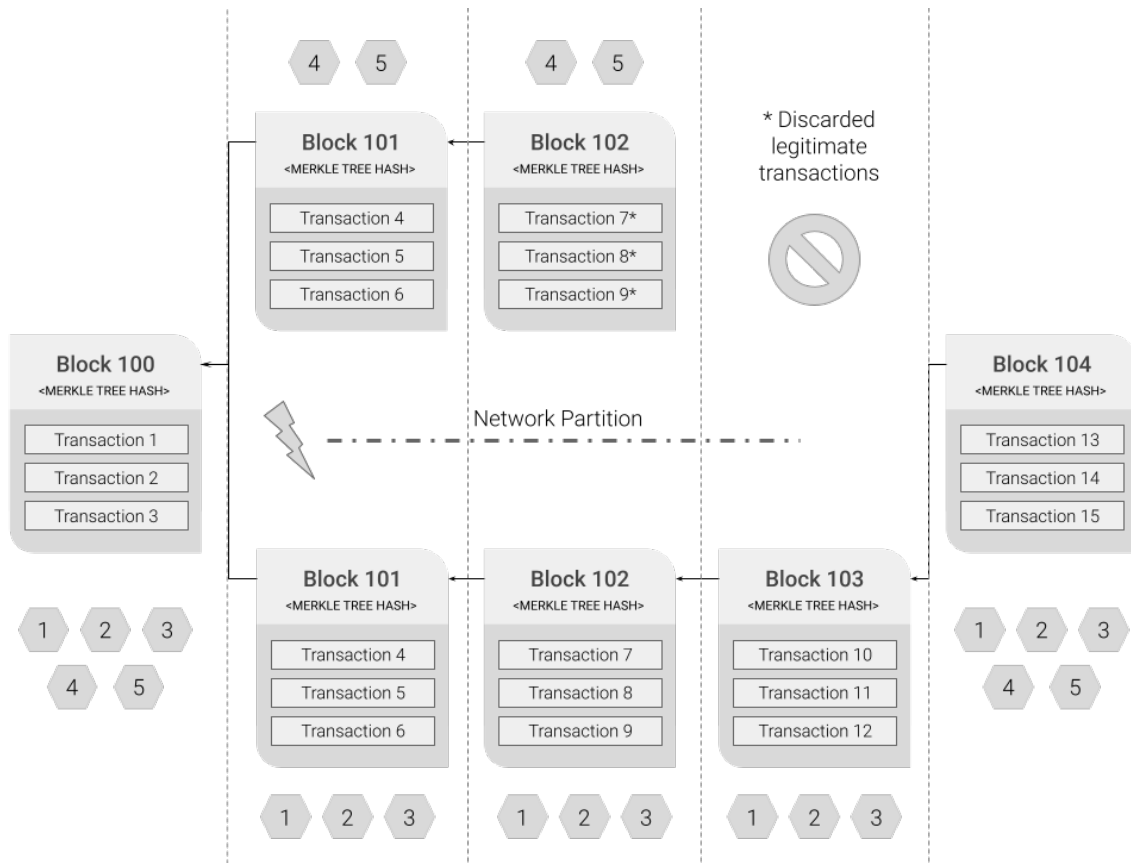 4 5
4 5
Block 101
<MERKLE TREE HASH>
Transaction 4
Transaction 5
Transaction 6
Block 102
<MERKLE TREE HASH>
Transaction 7*
Transaction 8*
Transaction 9*
* Discarded
legitimate
transactions
Block 100
<MERKLE TREE HASH>
Transaction 1
Transaction 2
Transaction 3
1 2 3
4 5
Network Partition
Block 104
<MERKLE TREE HASH>
Transaction 13
Transaction 14
Transaction 15
1 2 3
4 5
Block 101
<MERKLE TREE HASH>
Transaction 4
Transaction 5
Transaction 6
1 2 3
Block 102
<MERKLE TREE HASH>
Transaction 7
Transaction 8
Transaction 9
1 2 3
Block 103
<MERKLE TREE HASH>
Transaction 10
Transaction 11
Transaction 12
1 2 3